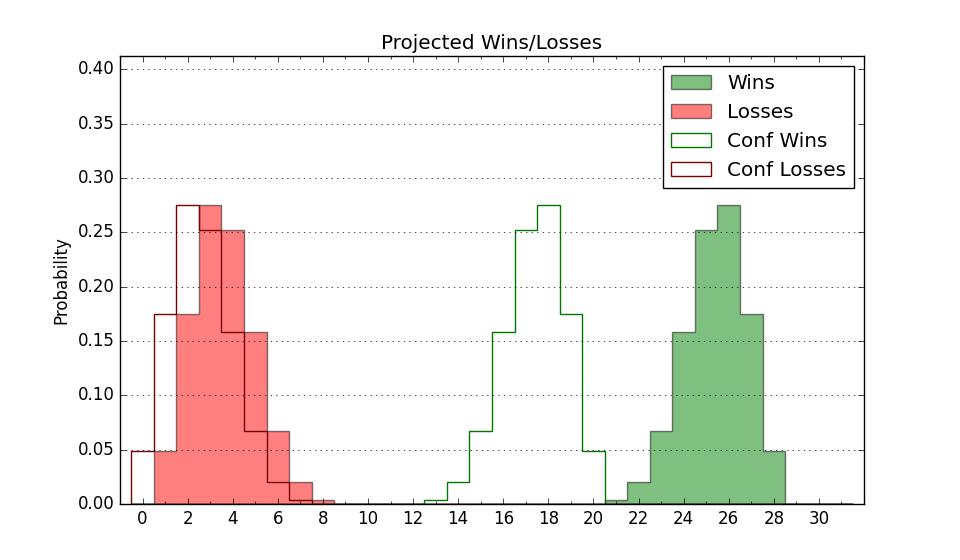 Projected Wins/Losses
0.40
0.35
0.30
0.25
0.20
0.15
0.10
0.05
0.00
Probability
Wins
Losses
Conf Wins
Conf Losses
0 2 4 6 8 10 12 14 16 18 20 22 24 26 28 30